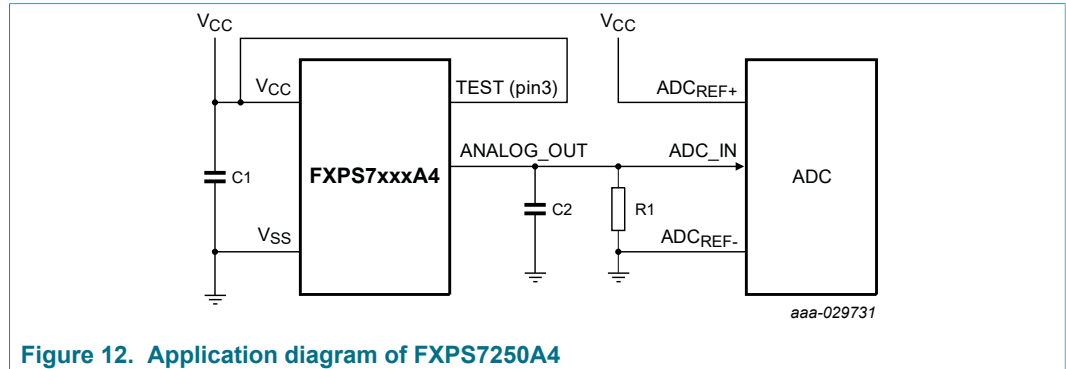 VCC
VCC
VCC
TEST (pin3)
ADCREF+
ANALOG_OUT
ADC_IN
FXPS7xxxA4
ADC
C1
C2
R1
VSS
ADCREF-
aaa-029731
Figure 12. Application diagram of FXPS7250A4